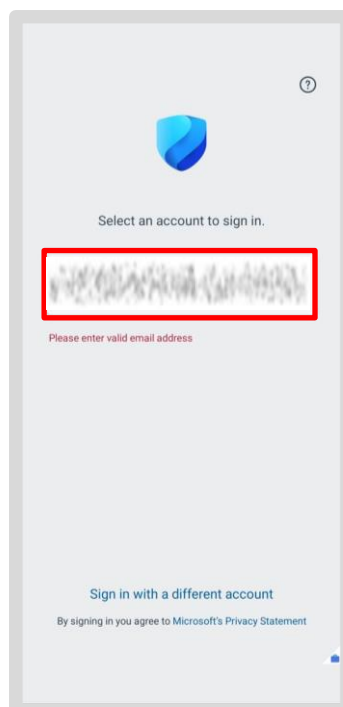 Select an account to sign in.
Please enter valid email address
Sign in with a different account
By signing in you agree to Microsoft's Privacy Statement